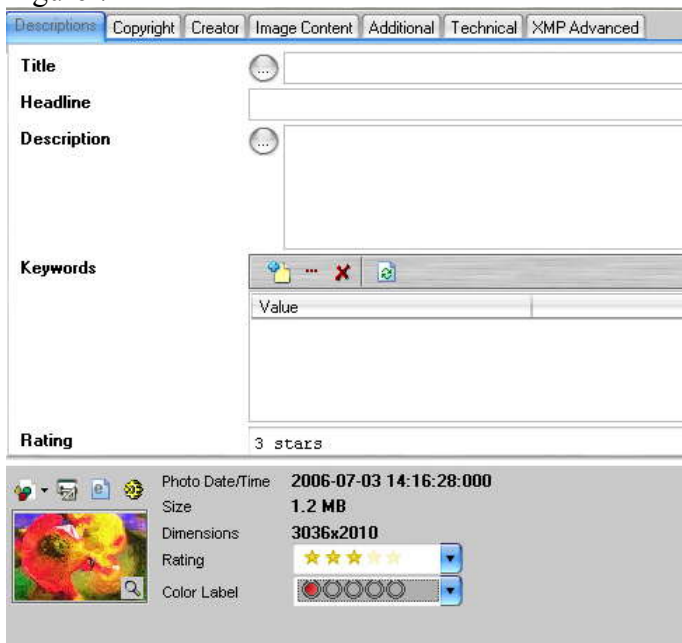 Descriptions Copyright Creator Image Content Additional Technical XMP Advanced
Title
Headline
Description
Keywords
Value
Rating
3 stars
Photo Date/Time 2006-07-03 14:16:28:000
Size 1.2 MB
Dimensions 3036x2010
Rating
Color Label